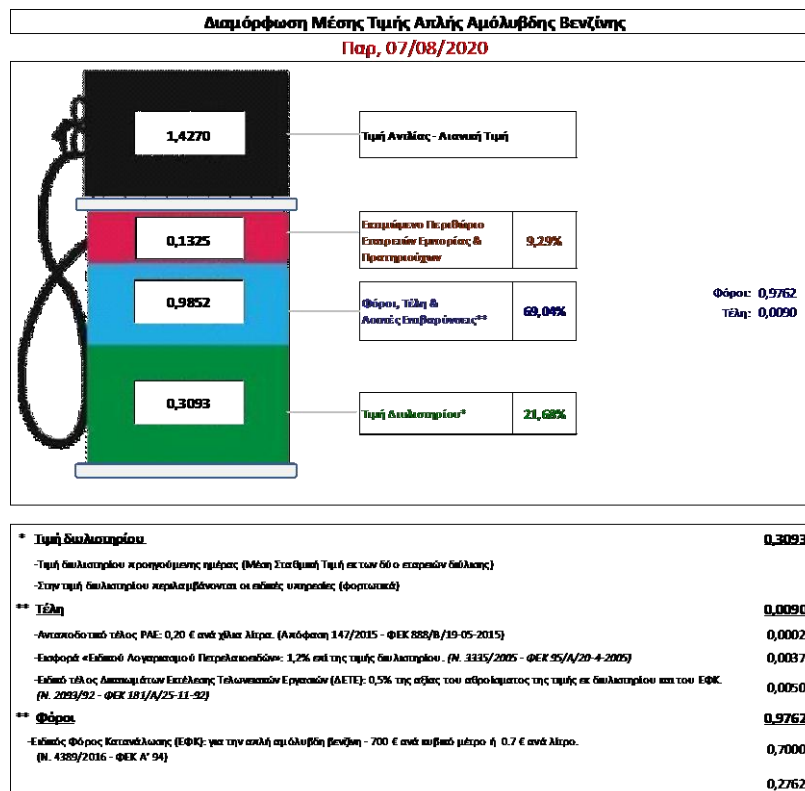 Διαμόρφωση Μέσης Τιμής Απλής Αμόλυβδης Βενζίνης
Παρ, 07/08/2020
1,4270
Τιμή Αντλίας - Λιανική Τιμή
0,1325
Εκτιμώμενο Περιθώριο
Εταιρειών Εμπορίας &
Πρατηριούχων
9,29%
0,9852
Φόροι, Τέλη &
Λοιπές Επιβαρύνσεις**
69,04%
Φόροι: 0,9762
Τέλη: 0,0090
0,3093
Τιμή Διυλιστηρίου*
21,68%
* Τιμή διυλιστηρίου 0,3093
-Τιμή διυλιστηρίου προηγούμενης ημέρας (Μέση Σταθμική Τιμή εκ των δύο εταιρειών διύλισης)
-Στην τιμή διυλιστηρίου περιλαμβάνονται οι ειδικές υπηρεσίες (φορτωτικά)
** Τέλη 0,0090
-Ανταποδοτικό τέλος ΡΑΕ: 0,20 € ανά χίλια λίτρα. (Απόφαση 147/2015 - ΦΕΚ 888/Β/19-05-2015) 0,0002
-Εισφορά «Ειδικού Λογαριασμού Πετρελαιοειδών»: 1,2% επί της τιμής διυλιστηρίου. (Ν. 3335/2005 - ΦΕΚ 95/Α/20-4-2005) 0,0037
-Ειδικό τέλος Δικαιωμάτων Εκτέλεσης Τελωνειακών Εργασιών (ΔΕΤΕ): 0,5% της αξίας του αθροίσματος της τιμής εκ διυλιστηρίου και του ΕΦΚ. 0,0050
(Ν. 2093/92 - ΦΕΚ 181/Α/25-11-92)
** Φόροι 0,9762
-Ειδικός Φόρος Κατανάλωσης (ΕΦΚ): για την απλή αμόλυβδη βενζίνη - 700 € ανά κυβικό μέτρο ή 0.7 € ανά λίτρο. 0,7000
(Ν. 4389/2016 - ΦΕΚ Α' 94)
0,2762